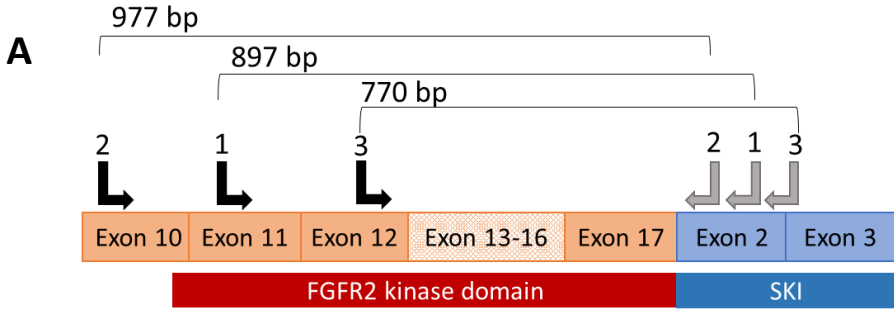 977 bp
A
897 bp
770 bp
2 1 3 2 1 3
Exon 10 Exon 11 Exon 12 Exon 13-16 Exon 17 Exon 2 Exon 3
FGFR2 kinase domain SKI